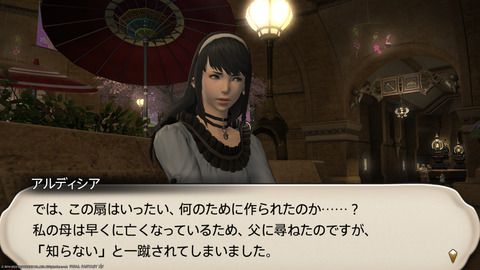 アルディシア
では、この扇はいったい、何のために作られたのか……？
私の母は早くに亡くなっているため、父に尋ねたのですが、
「知らない」と一蹴されてしまいました。